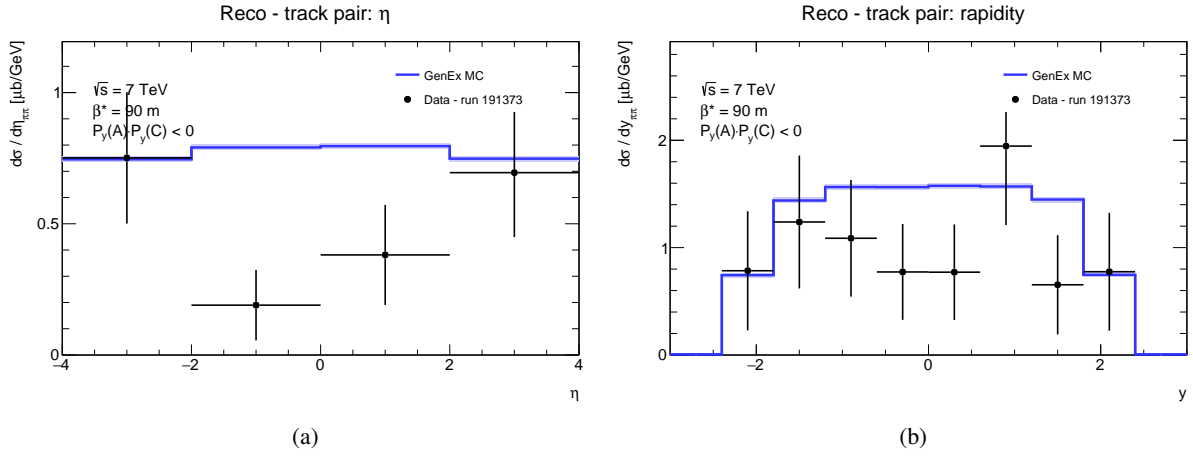 Reco - track pair: η
dσ / dη_ππ [μb/GeV]
√s = 7 TeV
β* = 90 m
P_y(A)·P_y(C) < 0
GenEx MC
Data - run 191373
1
0.5
0
−4 −2 0 2 4
η
(a)
Reco - track pair: rapidity
dσ / dy_ππ [μb/GeV]
√s = 7 TeV
β* = 90 m
P_y(A)·P_y(C) < 0
GenEx MC
Data - run 191373
2
1
0
−2 0 2
y
(b)